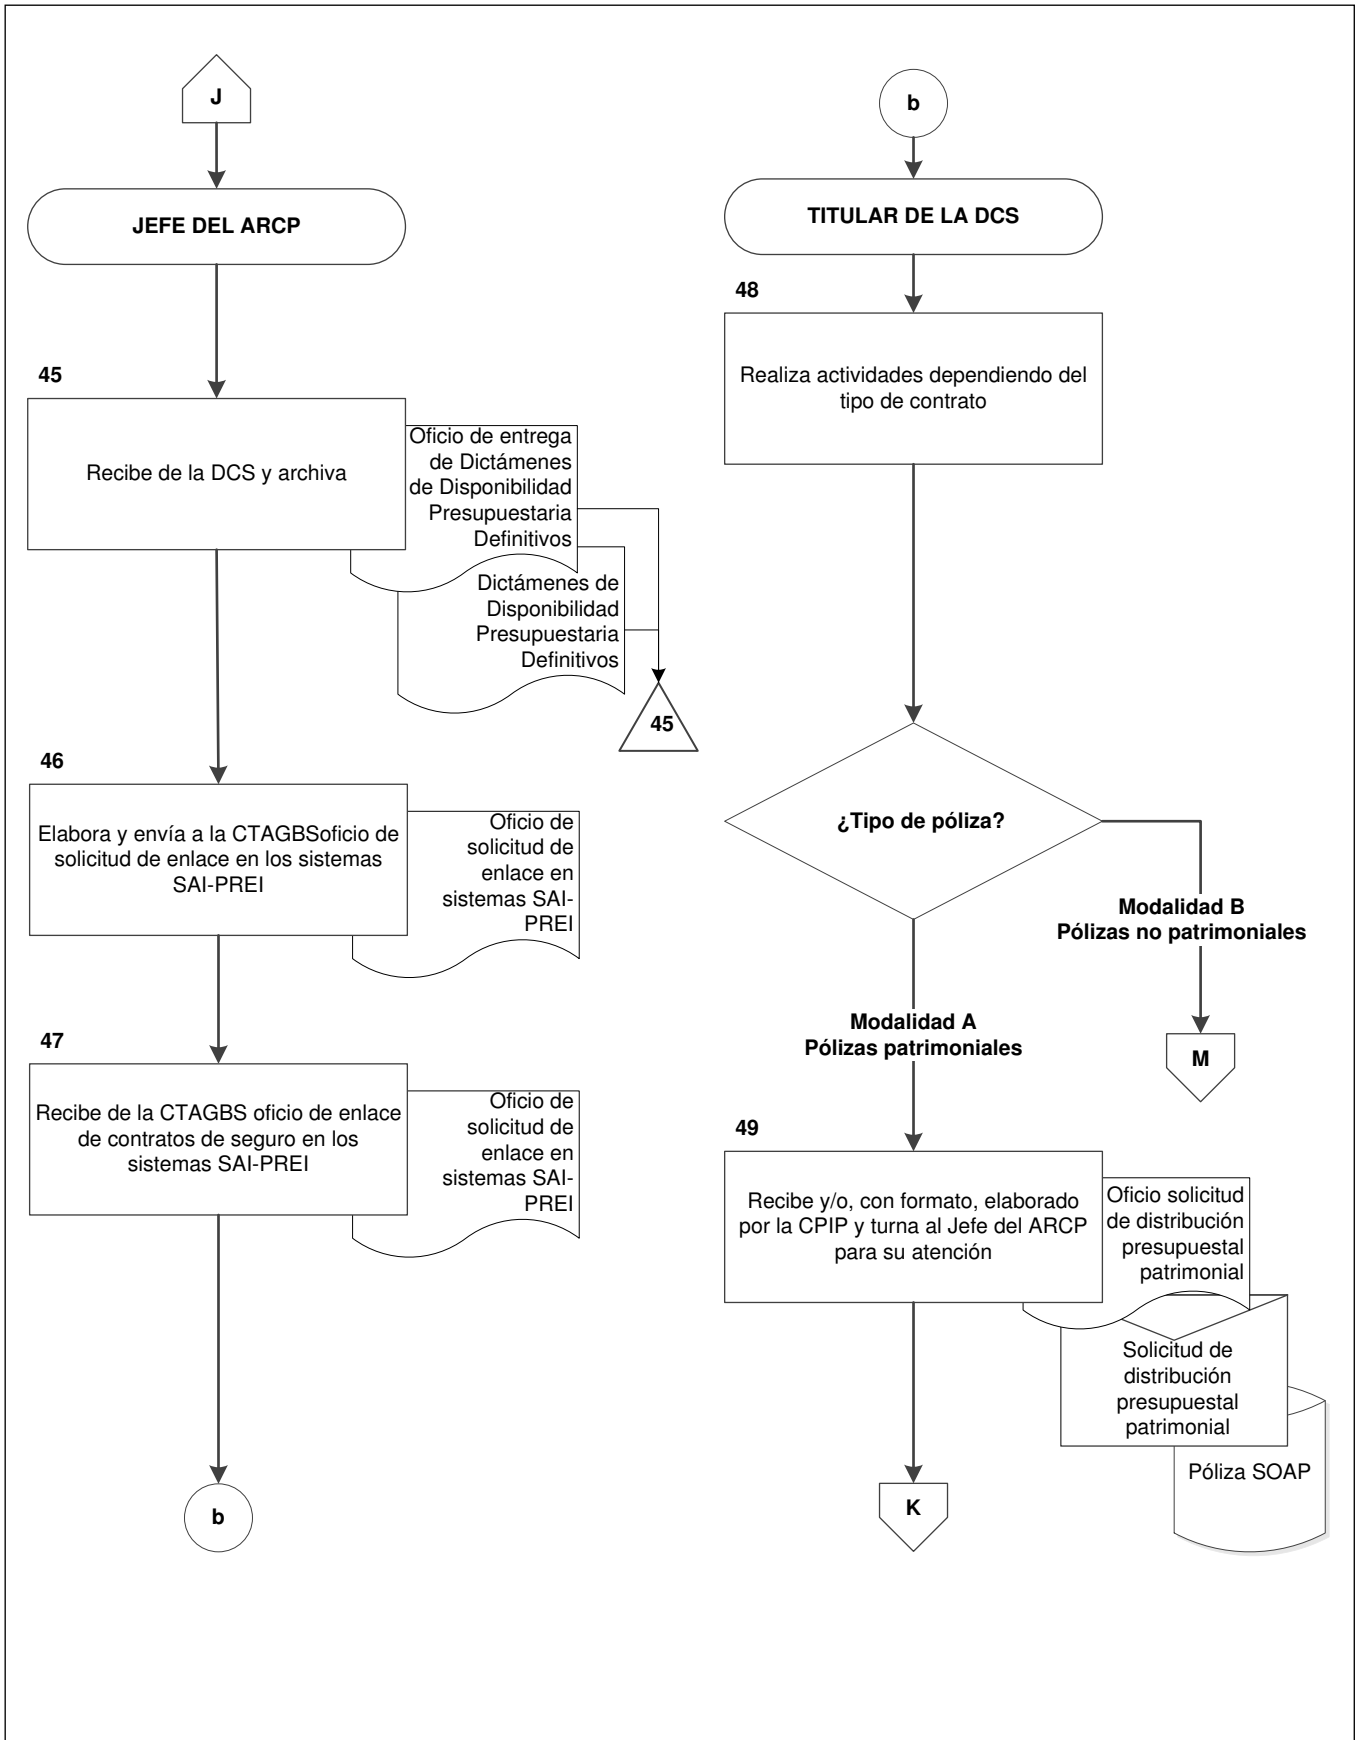 J
JEFE DEL ARCP
45
Recibe de la DCS y archiva
Oficio de entrega
de Dictámenes
de Disponibilidad
Presupuestaria
Definitivos
Dictámenes de
Disponibilidad
Presupuestaria
Definitivos
45
46
Elabora y envía a la CTAGBSoficio de
solicitud de enlace en los sistemas
SAI-PREI
Oficio de
solicitud de
enlace en
sistemas SAI-
PREI
47
Recibe de la CTAGBS oficio de enlace
de contratos de seguro en los
sistemas SAI-PREI
Oficio de
solicitud de
enlace en
sistemas SAI-
PREI
b
b
TITULAR DE LA DCS
48
Realiza actividades dependiendo del
tipo de contrato
¿Tipo de póliza?
Modalidad B
Pólizas no patrimoniales
M
Modalidad A
Pólizas patrimoniales
49
Recibe y/o, con formato, elaborado
por la CPIP y turna al Jefe del ARCP
para su atención
Oficio solicitud
de distribución
presupuestal
patrimonial
Solicitud de
distribución
presupuestal
patrimonial
Póliza SOAP
K